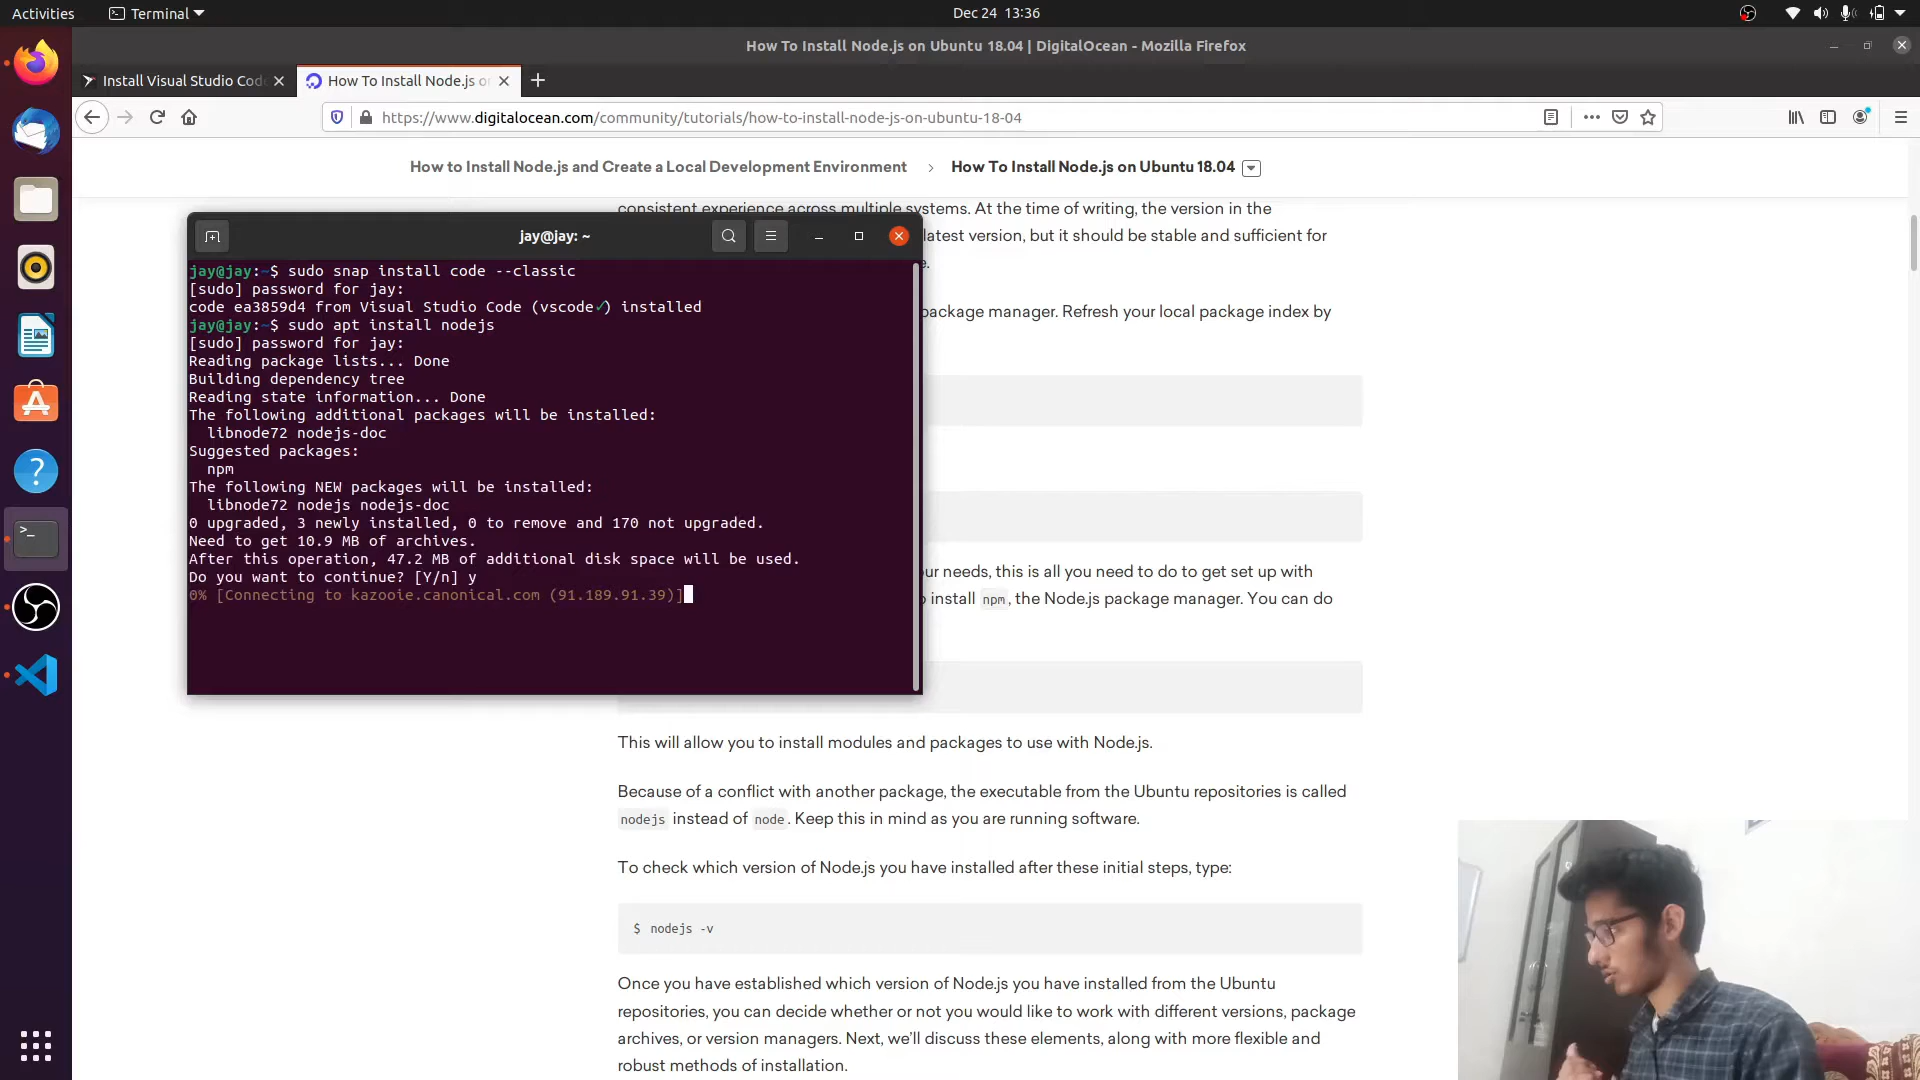 Activities
Terminal
Dec 24 13:36
How To Install Node.js on Ubuntu 18.04 | DigitalOcean - Mozilla Firefox
Install Visual Studio Cod
How To Install Node.js o
https://www.digitalocean.com/community/tutorials/how-to-install-node-js-on-ubuntu-18-04
How to Install Node.js and Create a Local Development Environment
How To Install Node.js on Ubuntu 18.04
consistent experience across multiple systems. At the time of writing, the version in the
latest version, but it should be stable and sufficient for
package manager. Refresh your local package index by
jay@jay: ~
jay@jay:~$ sudo snap install code --classic
[sudo] password for jay:
code ea3859d4 from Visual Studio Code (vscode✓) installed
jay@jay:~$ sudo apt install nodejs
[sudo] password for jay:
Reading package lists... Done
Building dependency tree
Reading state information... Done
The following additional packages will be installed:
libnode72 nodejs-doc
Suggested packages:
npm
The following NEW packages will be installed:
libnode72 nodejs nodejs-doc
0 upgraded, 3 newly installed, 0 to remove and 170 not upgraded.
Need to get 10.9 MB of archives.
After this operation, 47.2 MB of additional disk space will be used.
Do you want to continue? [Y/n] y
0% [Connecting to kazooie.canonical.com (91.189.91.39)]
ur needs, this is all you need to do to get set up with
install npm, the Node.js package manager. You can do
This will allow you to install modules and packages to use with Node.js.
Because of a conflict with another package, the executable from the Ubuntu repositories is called
nodejs instead of node. Keep this in mind as you are running software.
To check which version of Node.js you have installed after these initial steps, type:
$ nodejs -v
Once you have established which version of Node.js you have installed from the Ubuntu
repositories, you can decide whether or not you would like to work with different versions, package
archives, or version managers. Next, we'll discuss these elements, along with more flexible and
robust methods of installation.